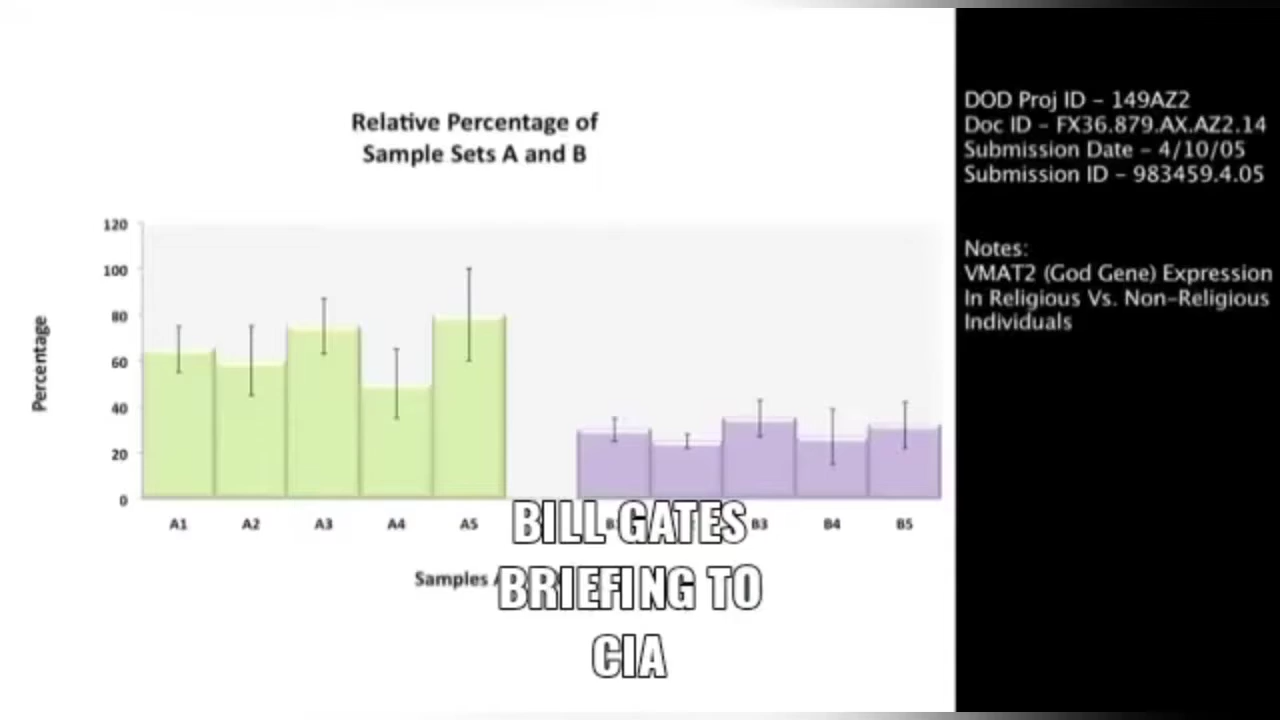 Relative Percentage of
Sample Sets A and B
Percentage
120
100
80
60
40
20
0
A1 A2 A3 A4 A5 B3 B4 B5
Samples
BILL GATES
BRIEFING TO
CIA
DOD Proj ID - 149AZ2
Doc ID - FX36.879.AX.AZ2.14
Submission Date - 4/10/05
Submission ID - 983459.4.05
Notes:
VMAT2 (God Gene) Expression
In Religious Vs. Non-Religious
Individuals